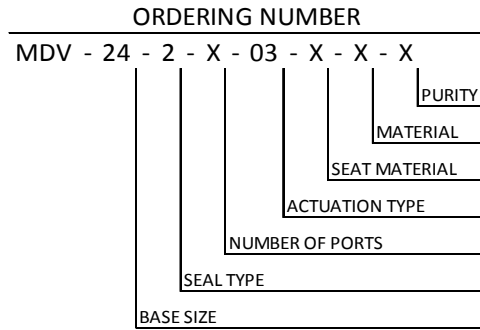 ORDERING NUMBER
MDV - 24 - 2 - X - 03 - X - X - X
PURITY
MATERIAL
SEAT MATERIAL
ACTUATION TYPE
NUMBER OF PORTS
SEAL TYPE
BASE SIZE